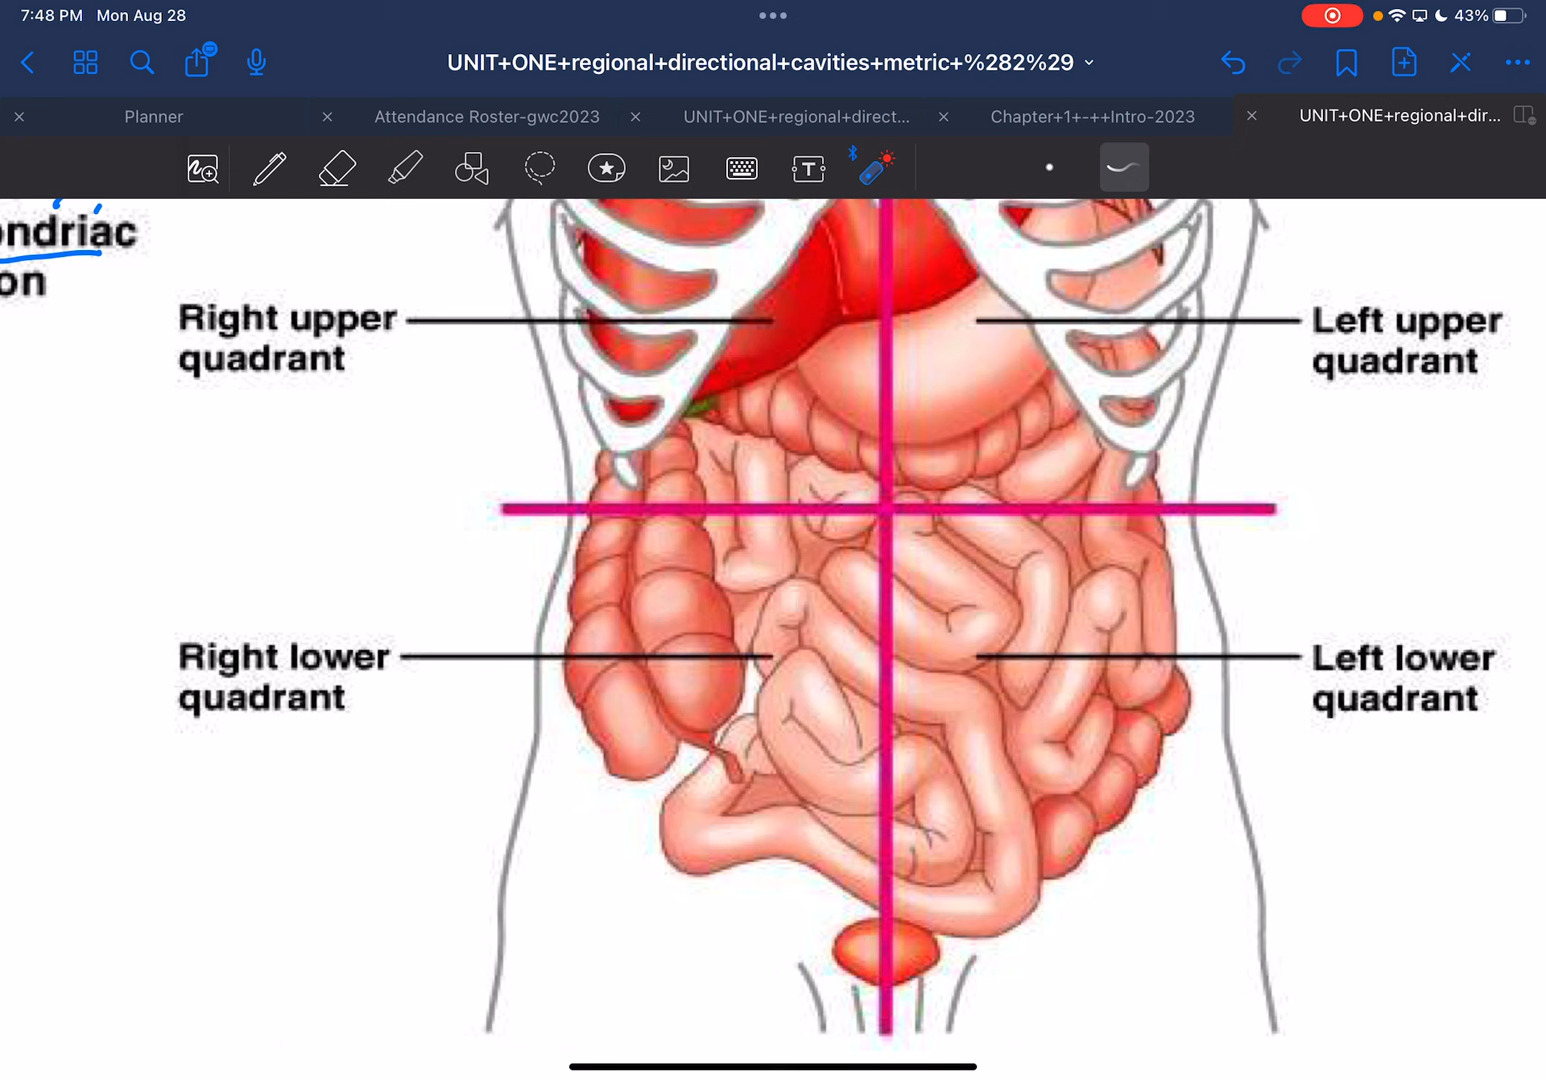 7:48 PM Mon Aug 28
43%
UNIT+ONE+regional+directional+cavities+metric+%282%29
Planner
Attendance Roster-gwc2023
UNIT+ONE+regional+direct...
Chapter+1+-++Intro-2023
UNIT+ONE+regional+dir...
T
ondriac
on
Right upper
quadrant
Left upper
quadrant
Right lower
quadrant
Left lower
quadrant